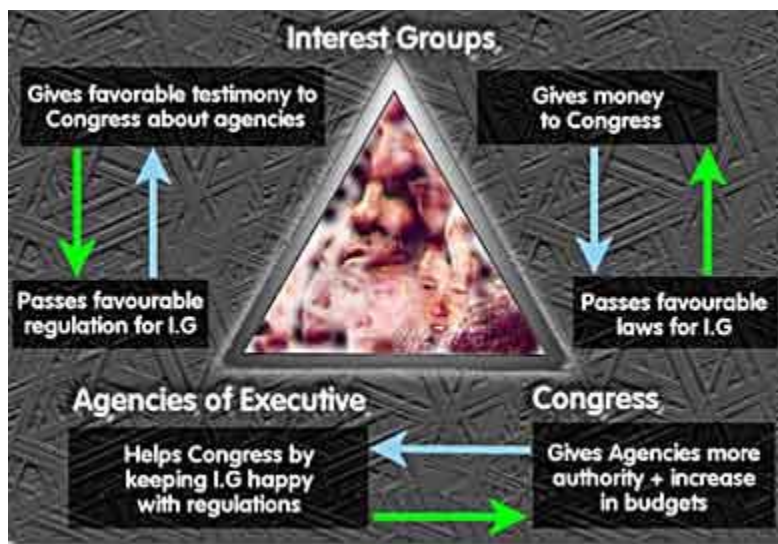 Interest Groups
Gives favorable testimony to
Congress about agencies
Gives money
to Congress
Passes favourable
regulation for I.G
Passes favourable
laws for I.G
Agencies of Executive
Congress
Helps Congress by
keeping I.G happy
with regulations
Gives Agencies more
authority + increase
in budgets